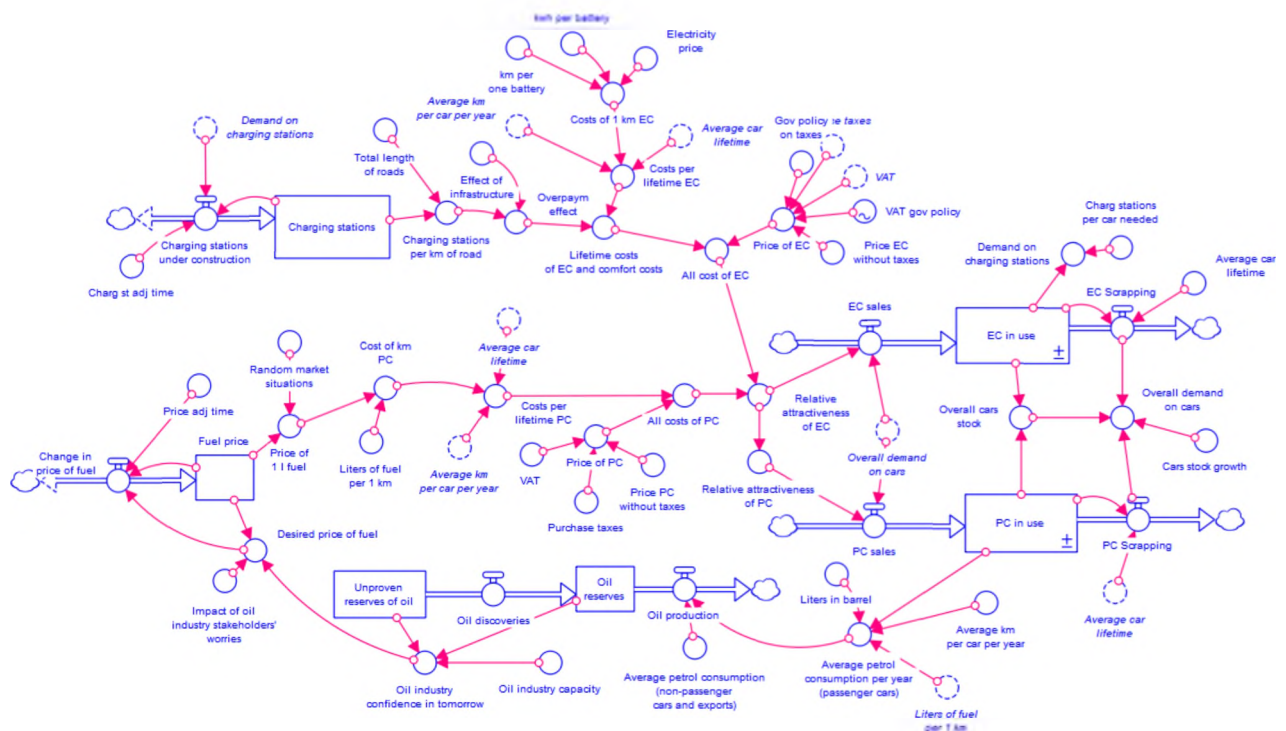 kwh per battery
Electricity
price
km per
one battery
Average km
per car per year
Costs of 1 km EC
Average car
lifetime
Gov policy
on taxes
taxes
VAT
Demand on
charging stations
Total length
of roads
Effect of
infrastructure
Costs per
lifetime EC
Overpaym
effect
VAT gov policy
Charg stations
per car needed
Charging stations
Charging stations
under construction
Charging stations
per km of road
Lifetime costs
of EC and comfort costs
Price of EC
Price EC
without taxes
All cost of EC
Demand on
charging stations
Average car
lifetime
Charg st adj time
EC sales
EC Scrapping
EC in use
Random market
situations
Cost of km
PC
Average car
lifetime
Price adj time
Costs per
lifetime PC
All costs of PC
Relative
attractiveness
of EC
Overall cars
stock
Overall demand
on cars
Change in
price of fuel
Fuel price
Price of
1 l fuel
Liters of fuel
per 1 km
Average km
per car per year
VAT
Price of PC
Price PC
without taxes
Purchase taxes
Overall demand
on cars
Cars stock growth
Relative attractiveness
of PC
PC sales
PC in use
PC Scrapping
Desired price of fuel
Impact of oil
industry stakeholders'
worries
Unproven
reserves of oil
Oil discoveries
Oil
reserves
Oil production
Liters in barrel
Average km
per car per year
Average car
lifetime
Oil industry
confidence in tomorrow
Oil industry capacity
Average petrol consumption
(non-passenger
cars and exports)
Average petrol
consumption per year
(passenger cars)
Liters of fuel
per 1 km